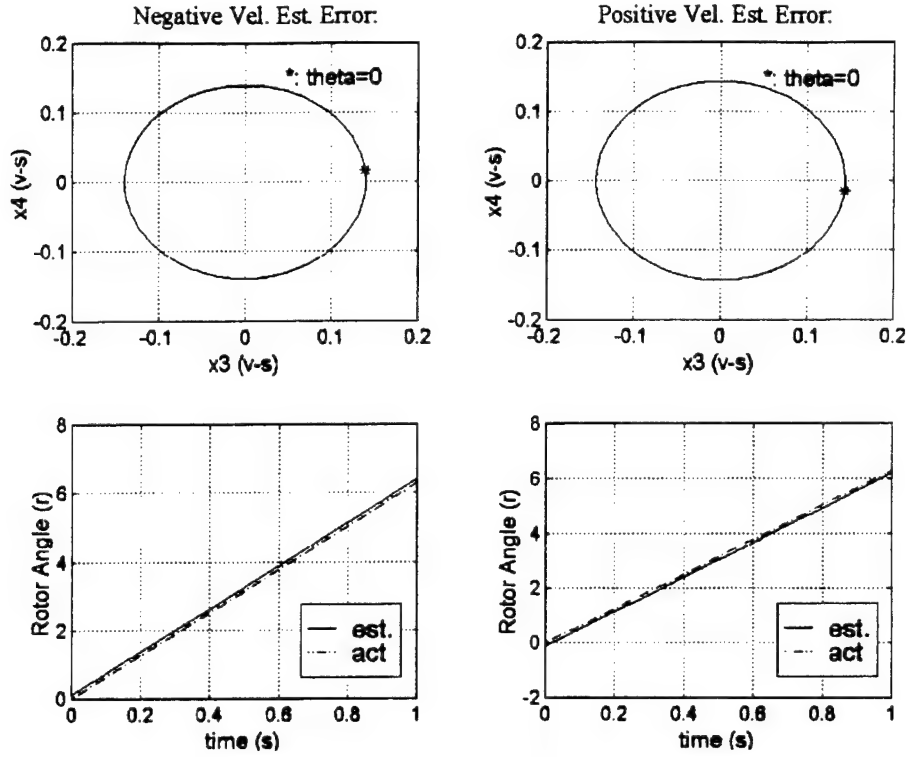 Negative Vel. Est. Error:
0.2
0.1
0
-0.1
-0.2
x4 (v-s)
*: theta=0
-0.2
-0.1
0
0.1
0.2
x3 (v-s)
Positive Vel. Est. Error:
0.2
0.1
0
-0.1
-0.2
x4 (v-s)
*: theta=0
-0.2
-0.1
0
0.1
0.2
x3 (v-s)
8
6
4
2
0
Rotor Angle (r)
est.
act
0
0.2
0.4
0.6
0.8
1
time (s)
8
6
4
2
0
-2
Rotor Angle (r)
est.
act
0
0.2
0.4
0.6
0.8
1
time (s)